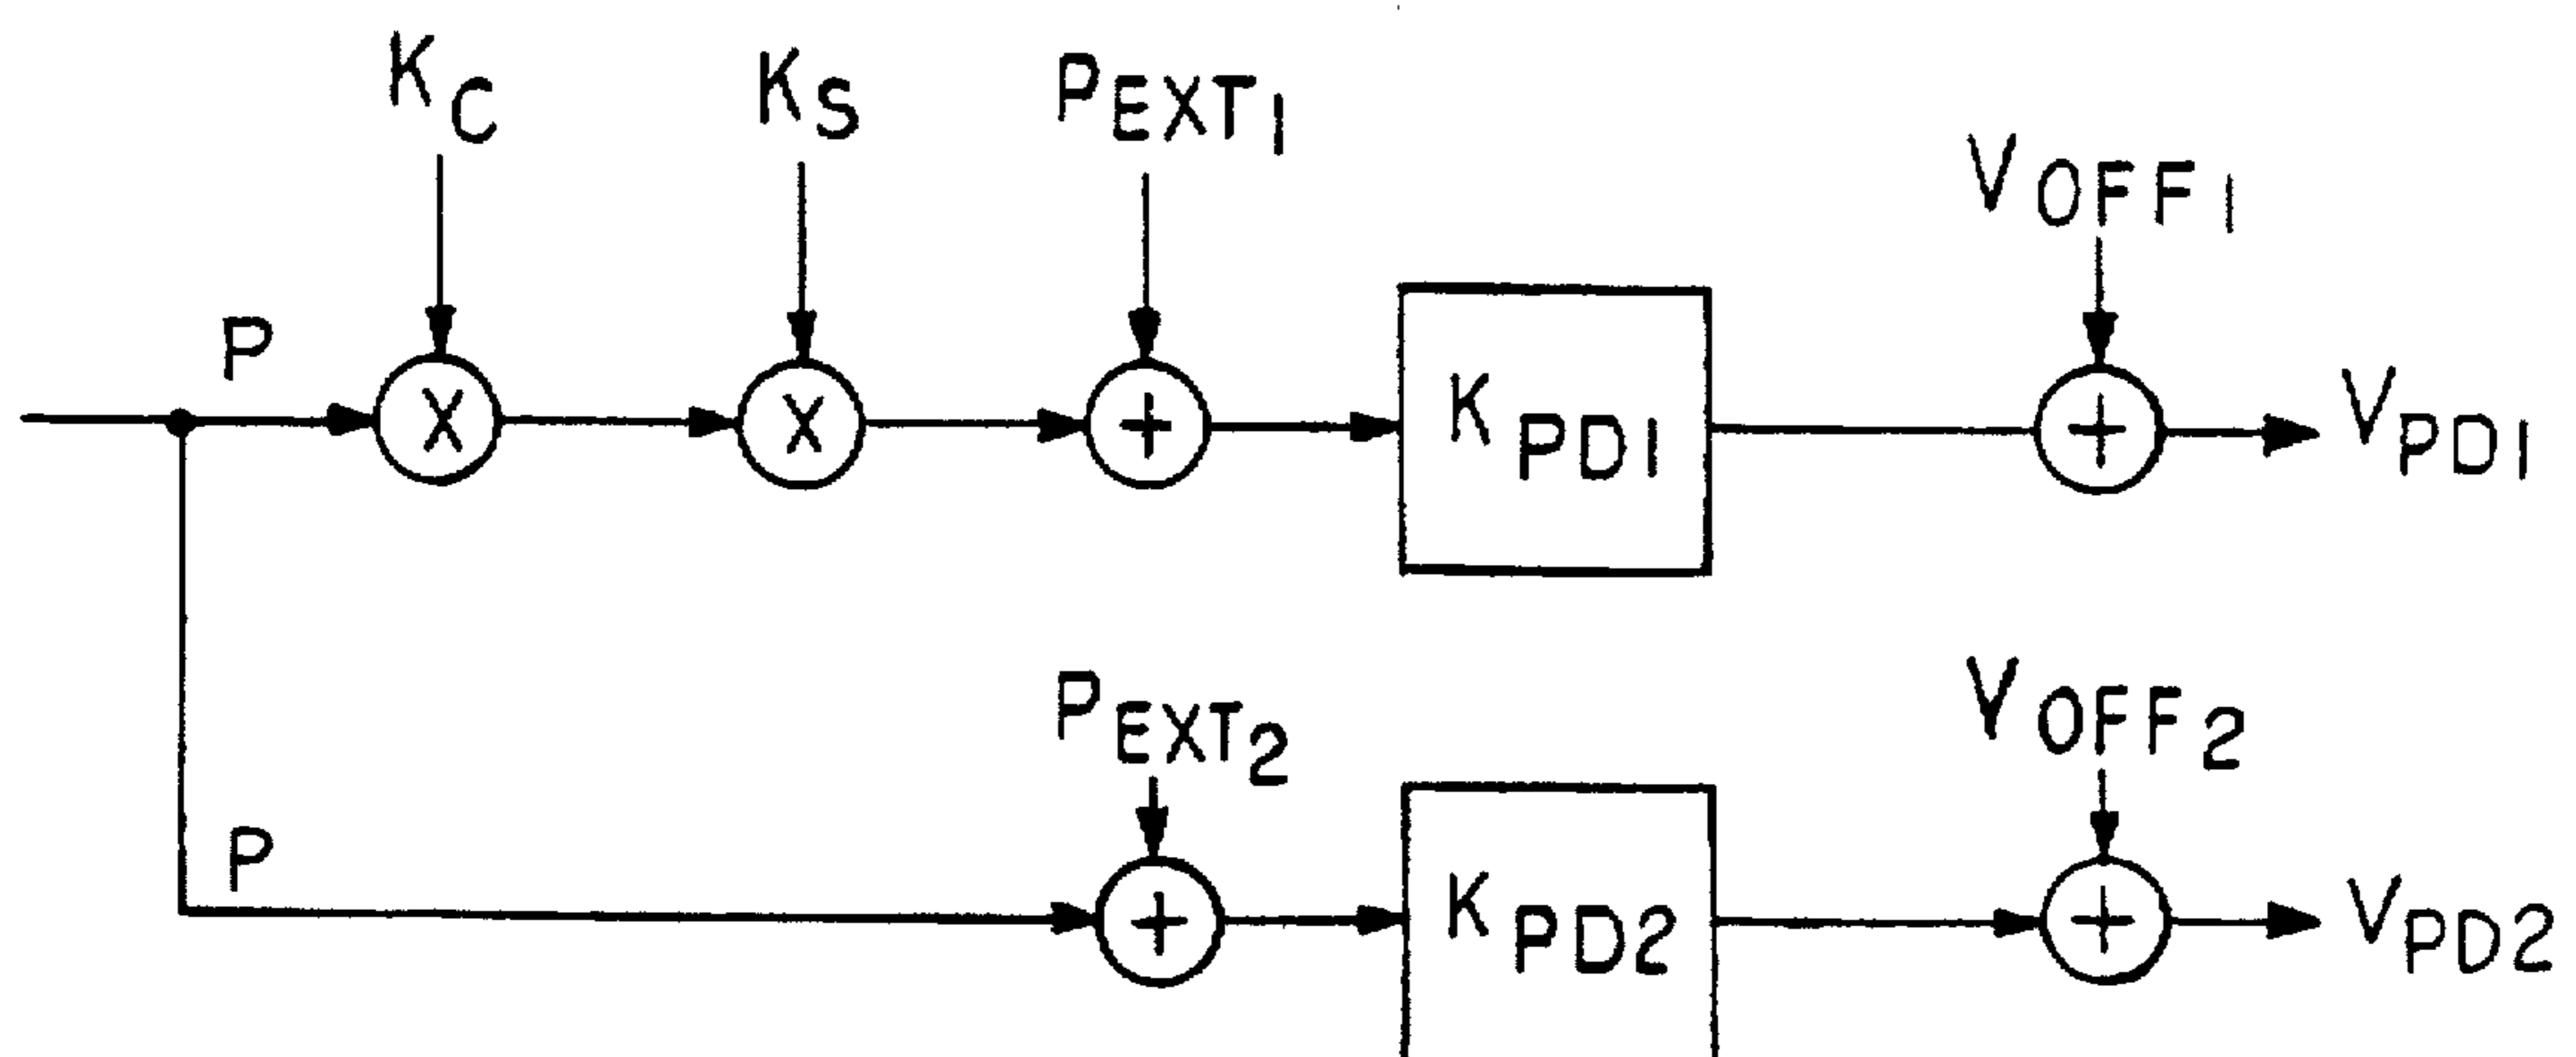 KC
KS
PEXT1
VOFF1
P
X
X
+
KPD1
+
VPD1
PEXT2
VOFF2
P
+
KPD2
+
VPD2